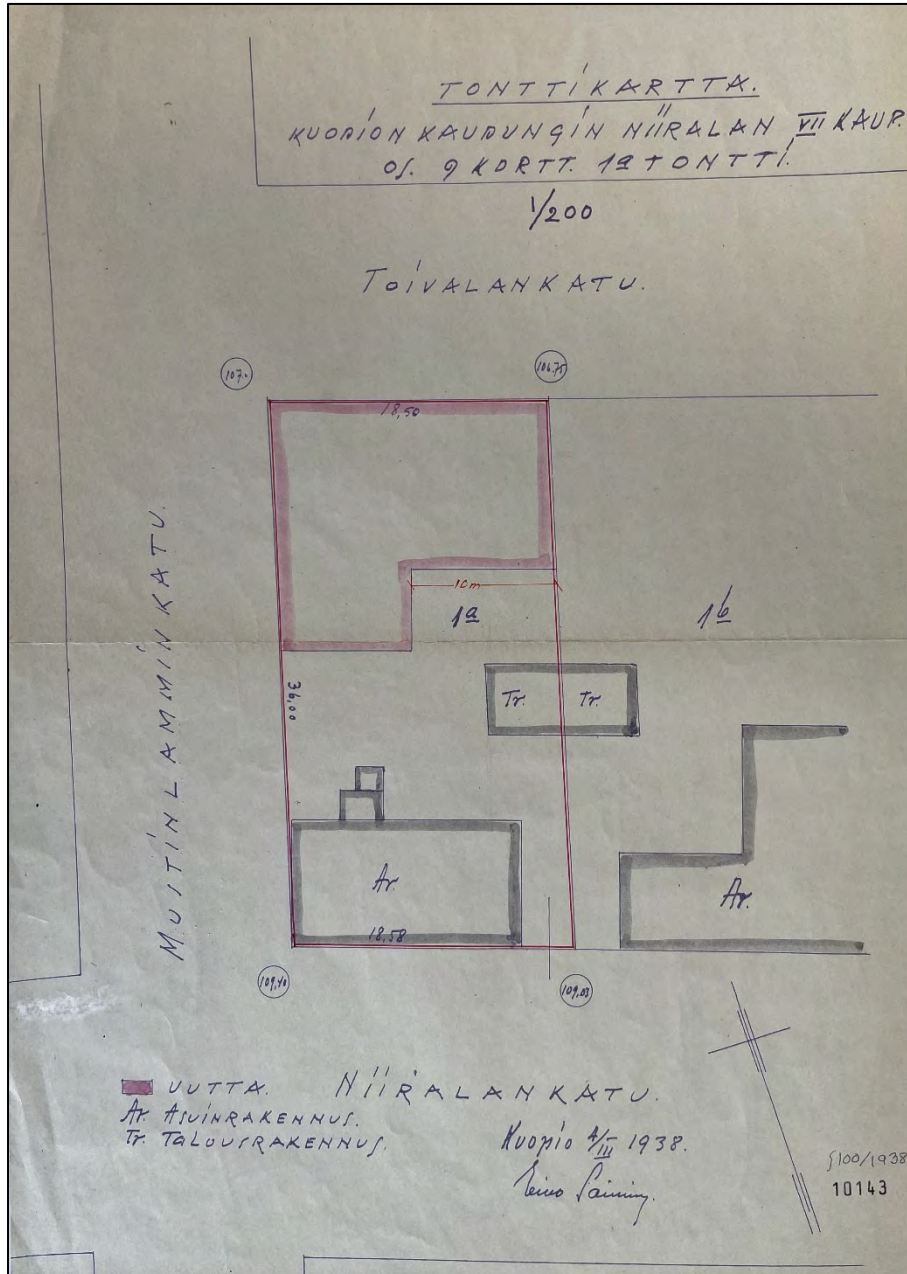 TONTTIKARTTA.
KUOPION KAUPUNGIN NIIRALAN VII KAUP.
OS. 9 KORTT. 1a TONTTI.
1/200
TOIVALANKATU.
107.-
106.75
18,50
10m
1a
1b
MUSTINLAMMINKATU.
36,00
Tr.
Tr.
Ar.
Ar.
18,58
109,40
109,03
UUTTA.
NIIRALANKATU.
Ar. ASUINRAKENNUS.
Tr. TALOUSRAKENNUS.
Kuopio 4/III 1938.
§100/1938
10143